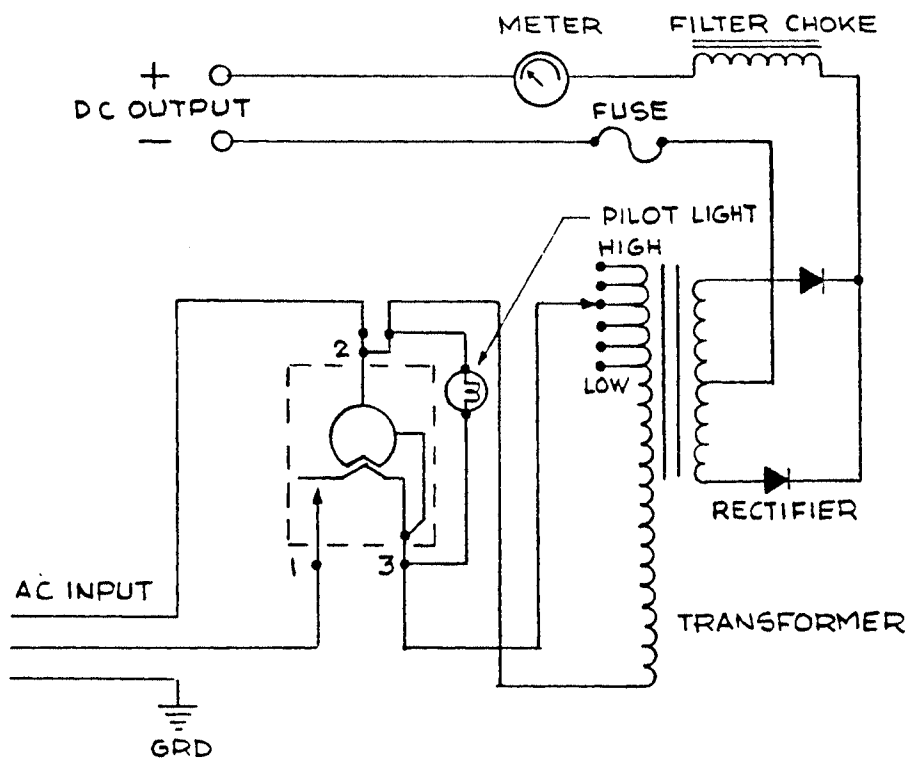 METER
FILTER CHOKE
+
DC OUTPUT
−
FUSE
PILOT LIGHT
HIGH
2
LOW
RECTIFIER
1
3
AC INPUT
TRANSFORMER
GRD